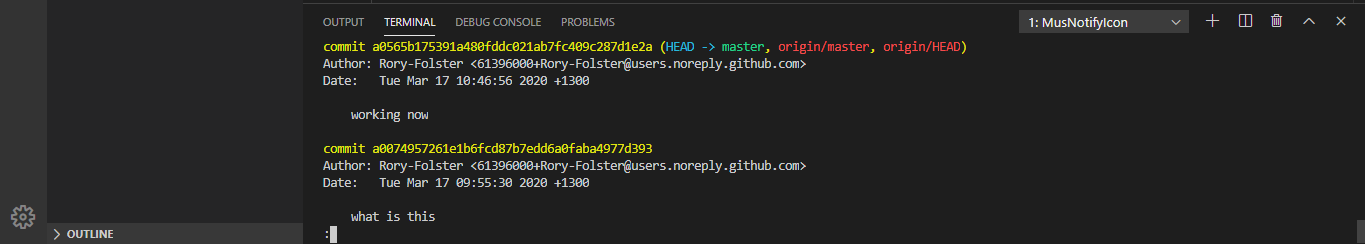 OUTPUT TERMINAL DEBUG CONSOLE PROBLEMS 1: MusNotifyIcon
commit a0565b175391a480fddc021ab7fc409c287d1e2a (HEAD -> master, origin/master, origin/HEAD)
Author: Rory-Folster <61396000+Rory-Folster@users.noreply.github.com>
Date:   Tue Mar 17 10:46:56 2020 +1300
working now
commit a0074957261e1b6fcd87b7edd6a0faba4977d393
Author: Rory-Folster <61396000+Rory-Folster@users.noreply.github.com>
Date:   Tue Mar 17 09:55:30 2020 +1300
what is this
:
OUTLINE